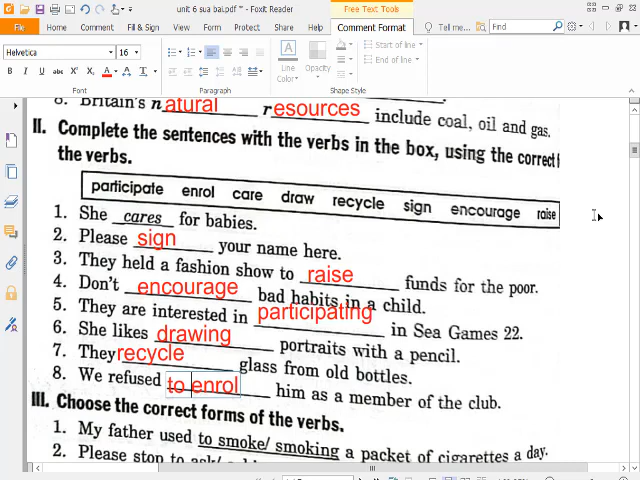 unit 6 sua bai.pdf * - Foxit Reader
Free Text Tools
File Home Comment Fill & Sign View Form Protect Share Help Comment Format Tell me... Find
Helvetica 16
Start of line
End of line
Line Color
Opacity
Font Paragraph Shape Style
8. Britain's natural resources include coal, oil and gas.
II. Complete the sentences with the verbs in the box, using the correct f
the verbs.
participate enrol care draw recycle sign encourage raise
1. She cares for babies.
2. Please sign your name here.
3. They held a fashion show to raise funds for the poor.
4. Don't encourage bad habits in a child.
5. They are interested in participating in Sea Games 22.
6. She likes drawing portraits with a pencil.
7. They recycle glass from old bottles.
8. We refused to enrol him as a member of the club.
III. Choose the correct forms of the verbs.
1. My father used to smoke/ smoking a packet of cigarettes a day.
2. Please stop to ask/